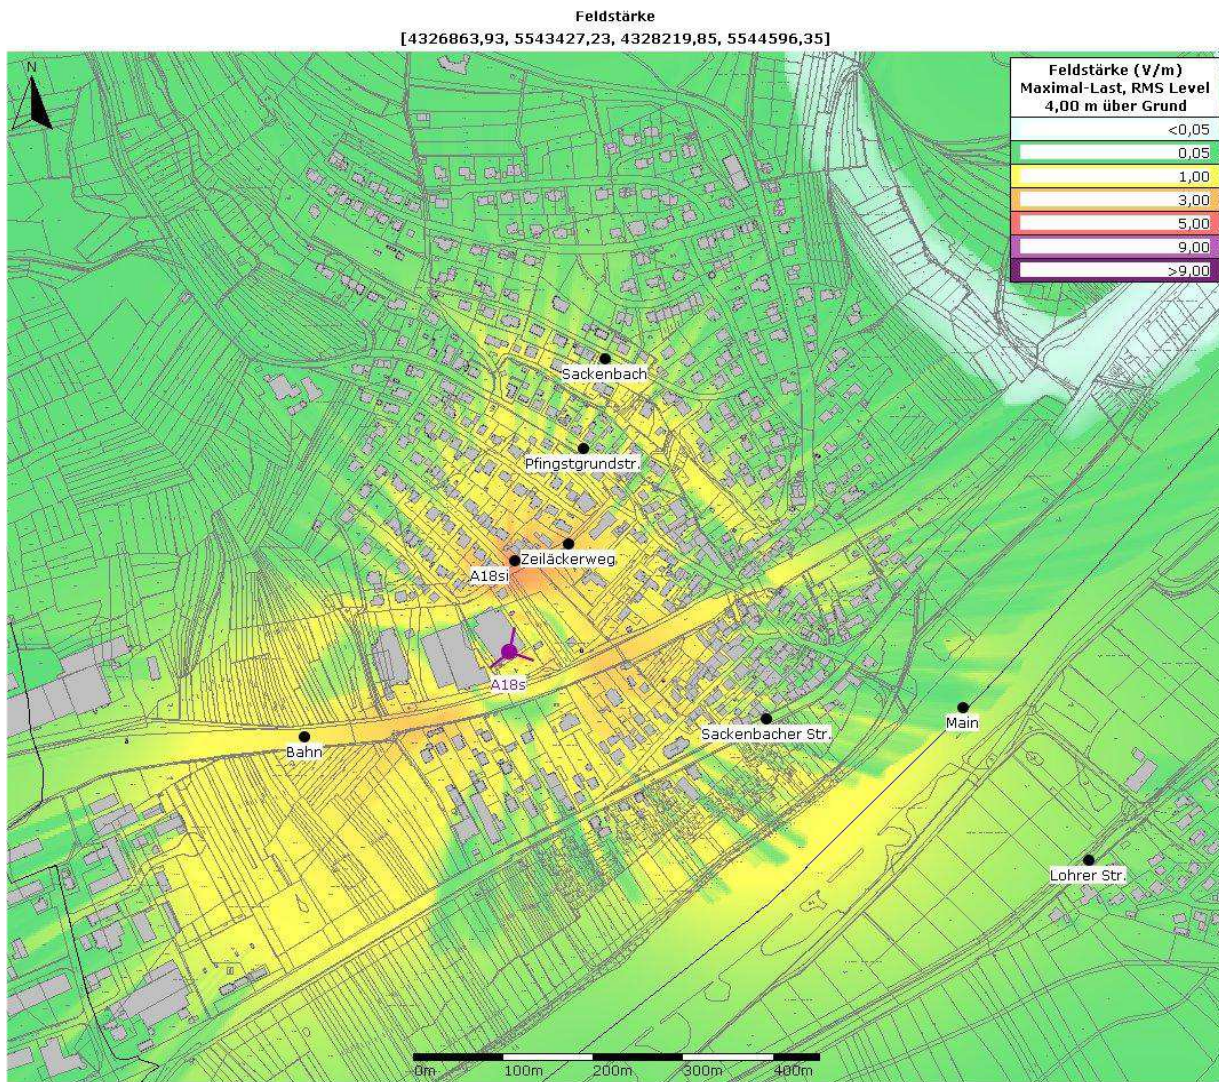 Feldstärke
[4326863,93, 5543427,23, 4328219,85, 5544596,35]
N
Feldstärke (V/m)
Maximal-Last, RMS Level
4,00 m über Grund
<0,05
0,05
1,00
3,00
5,00
9,00
>9,00
Sackenbach
Pfingstgrundstr.
Zeiläckerweg
A18si
A18s
Sackenbacher Str.
Main
Bahn
Lohrer Str.
0m
100m
200m
300m
400m